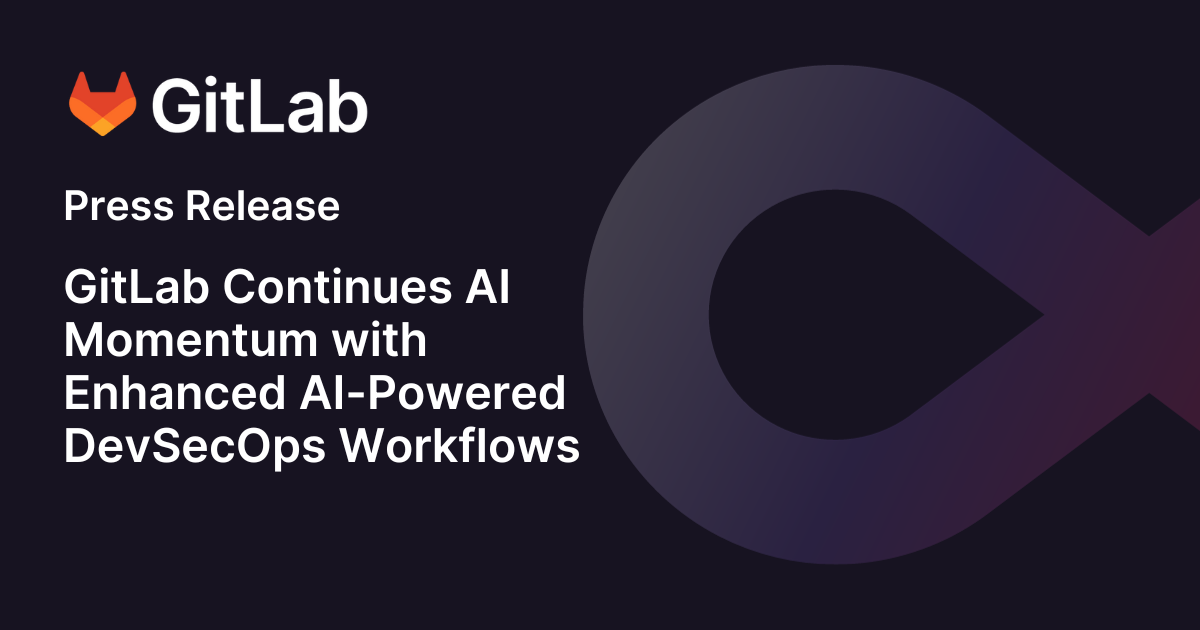 GitLab
Press Release
GitLab Continues AI
Momentum with
Enhanced AI-Powered
DevSecOps Workflows